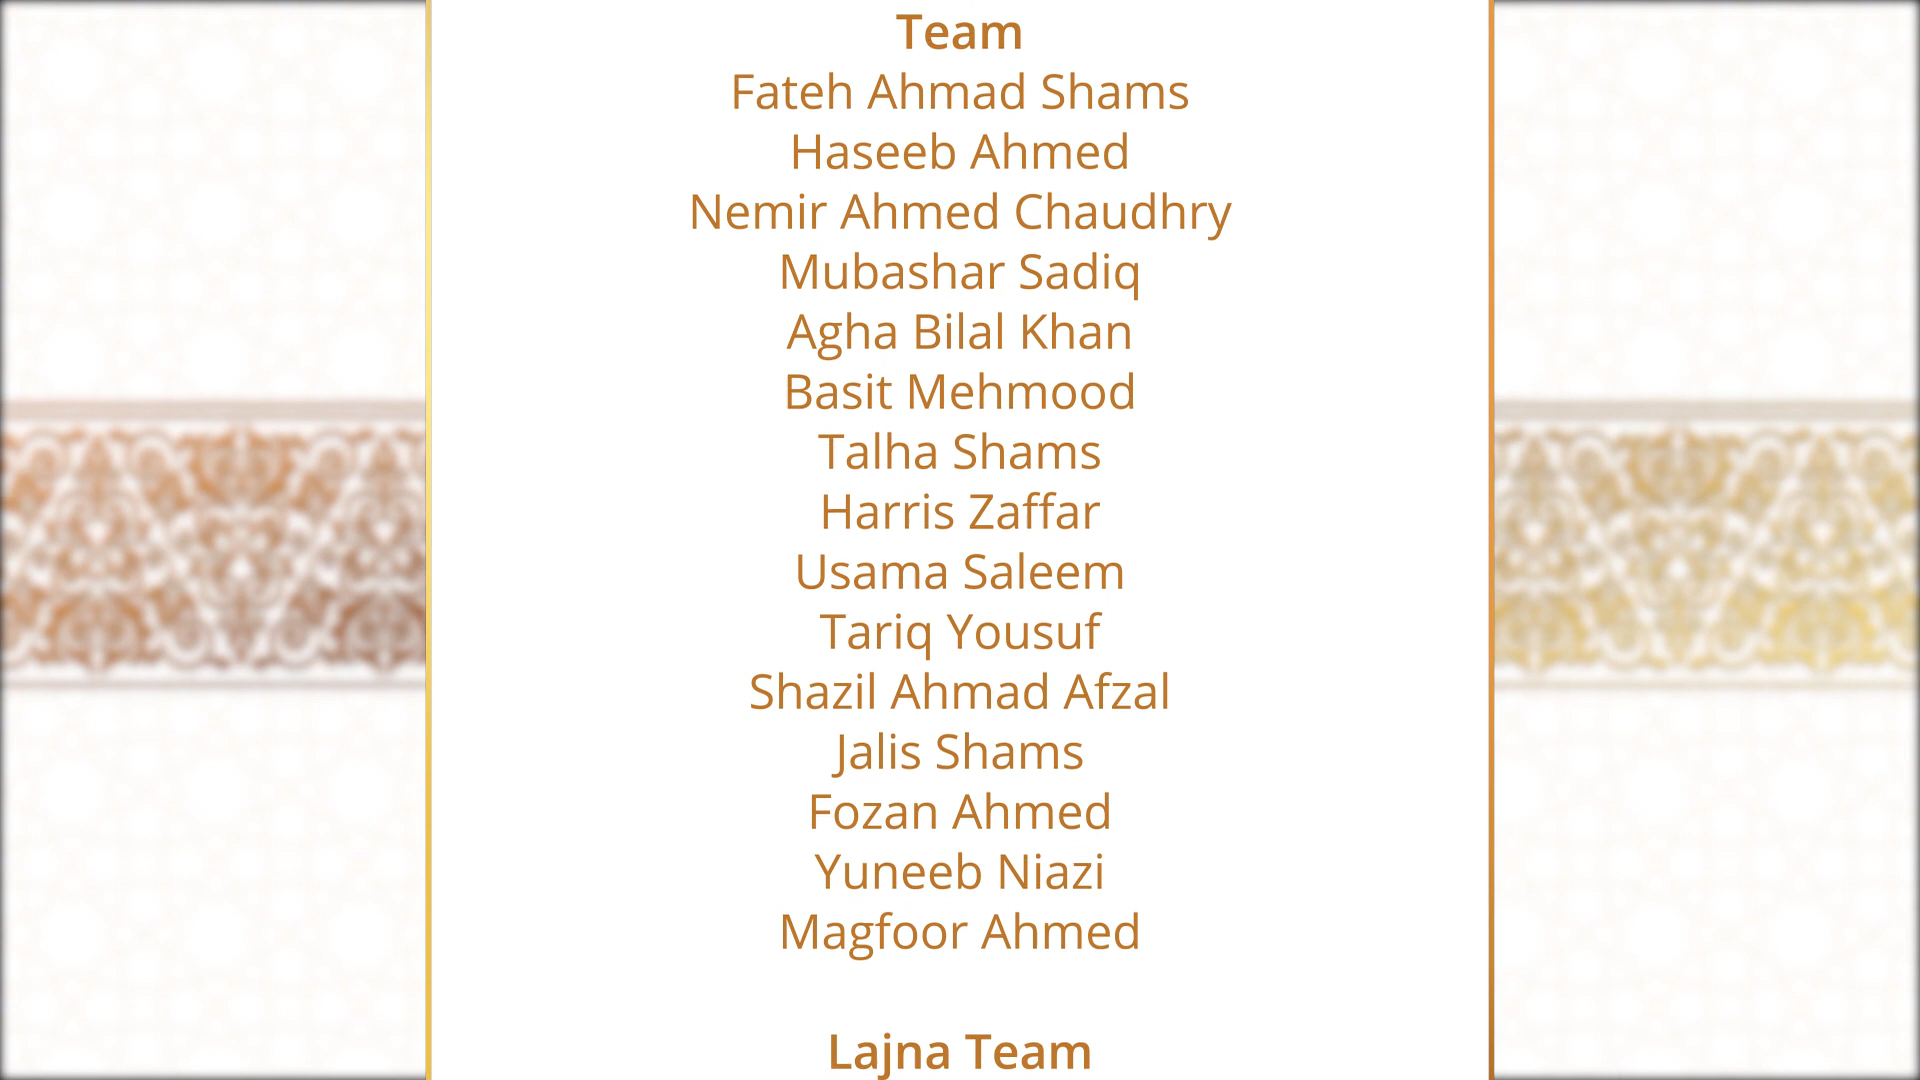 Team
Fateh Ahmad Shams
Haseeb Ahmed
Nemir Ahmed Chaudhry
Mubashar Sadiq
Agha Bilal Khan
Basit Mehmood
Talha Shams
Harris Zaffar
Usama Saleem
Tariq Yousuf
Shazil Ahmad Afzal
Jalis Shams
Fozan Ahmed
Yuneeb Niazi
Magfoor Ahmed
Lajna Team